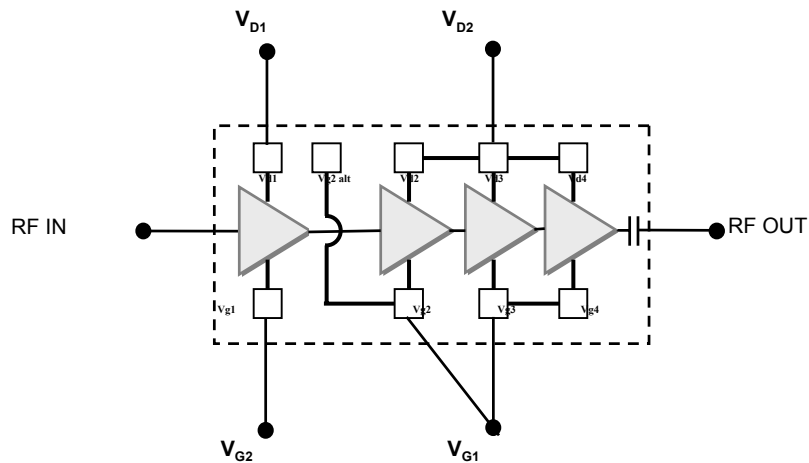 VD1 VD2
Vd1 Vg2 alt Vd2 Vd3 Vd4
RF IN RF OUT
Vg1 Vg2 Vg3 Vg4
VG2 VG1